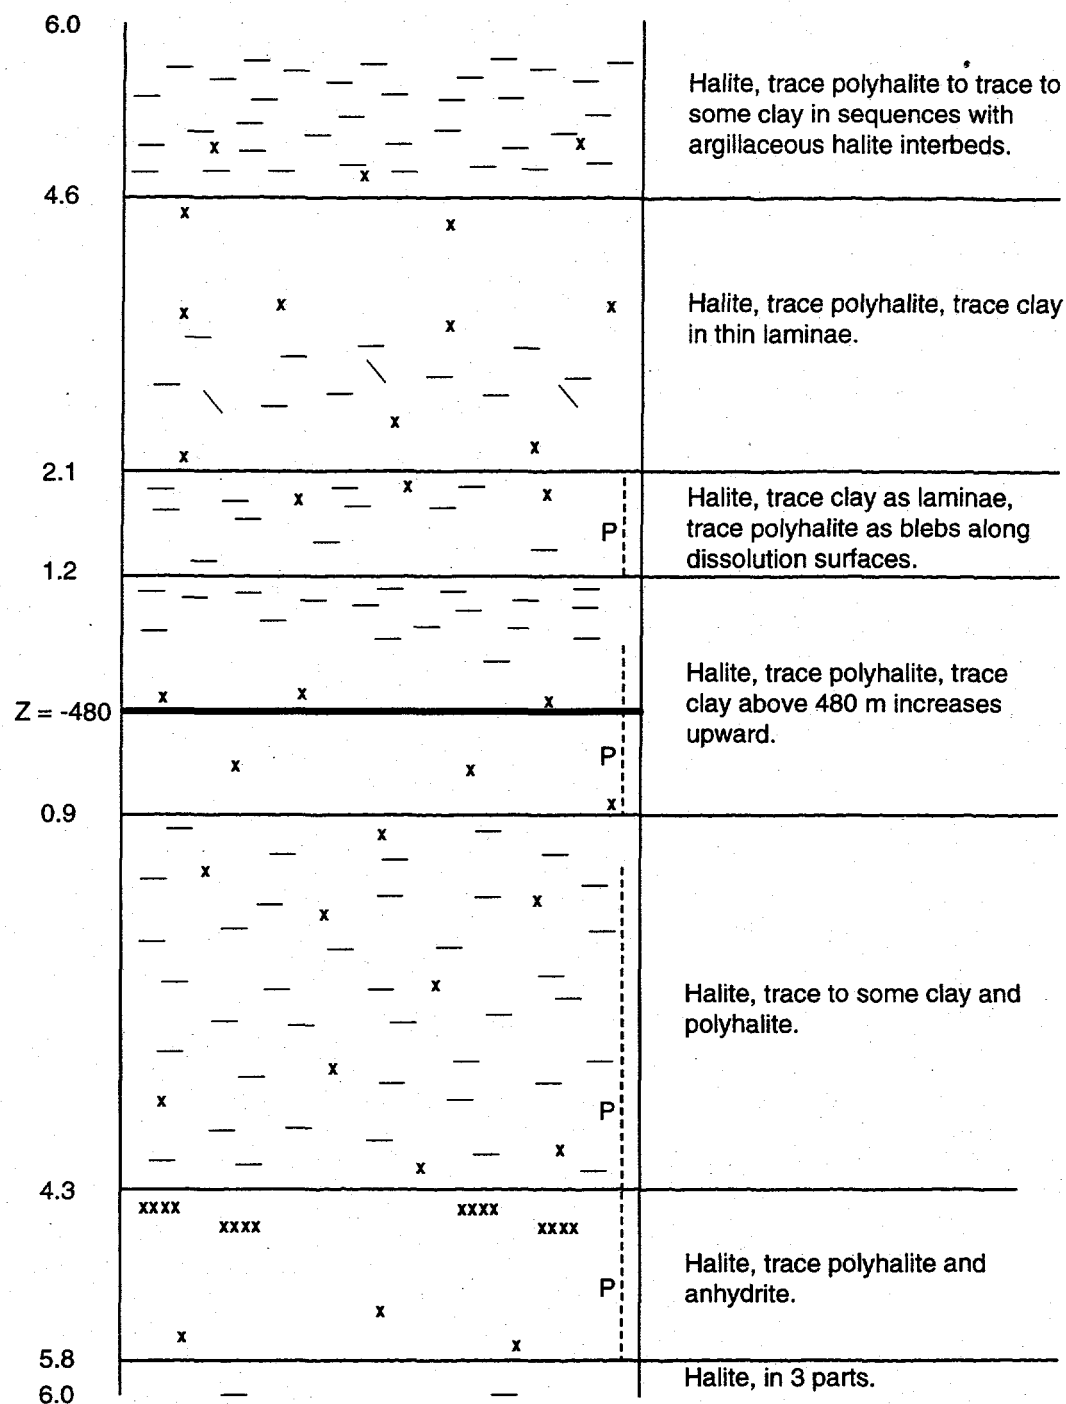 6.0
Halite, trace polyhalite to trace to
some clay in sequences with
argillaceous halite interbeds.
x x
x
4.6
x x
Halite, trace polyhalite, trace clay
in thin laminae.
x x x x x
x
x x
2.1
Halite, trace clay as laminae,
trace polyhalite as blebs along
dissolution surfaces.
x x x
P
1.2
Halite, trace polyhalite, trace
clay above 480 m increases
upward.
x x x
Z = -480
P
x x
x
0.9
x
x
x x
x
Halite, trace to some clay and
polyhalite.
x
x
P
x
x
4.3
xxxx xxxx
xxxx xxxx
Halite, trace polyhalite and
anhydrite.
P
x
x x
5.8
Halite, in 3 parts.
6.0